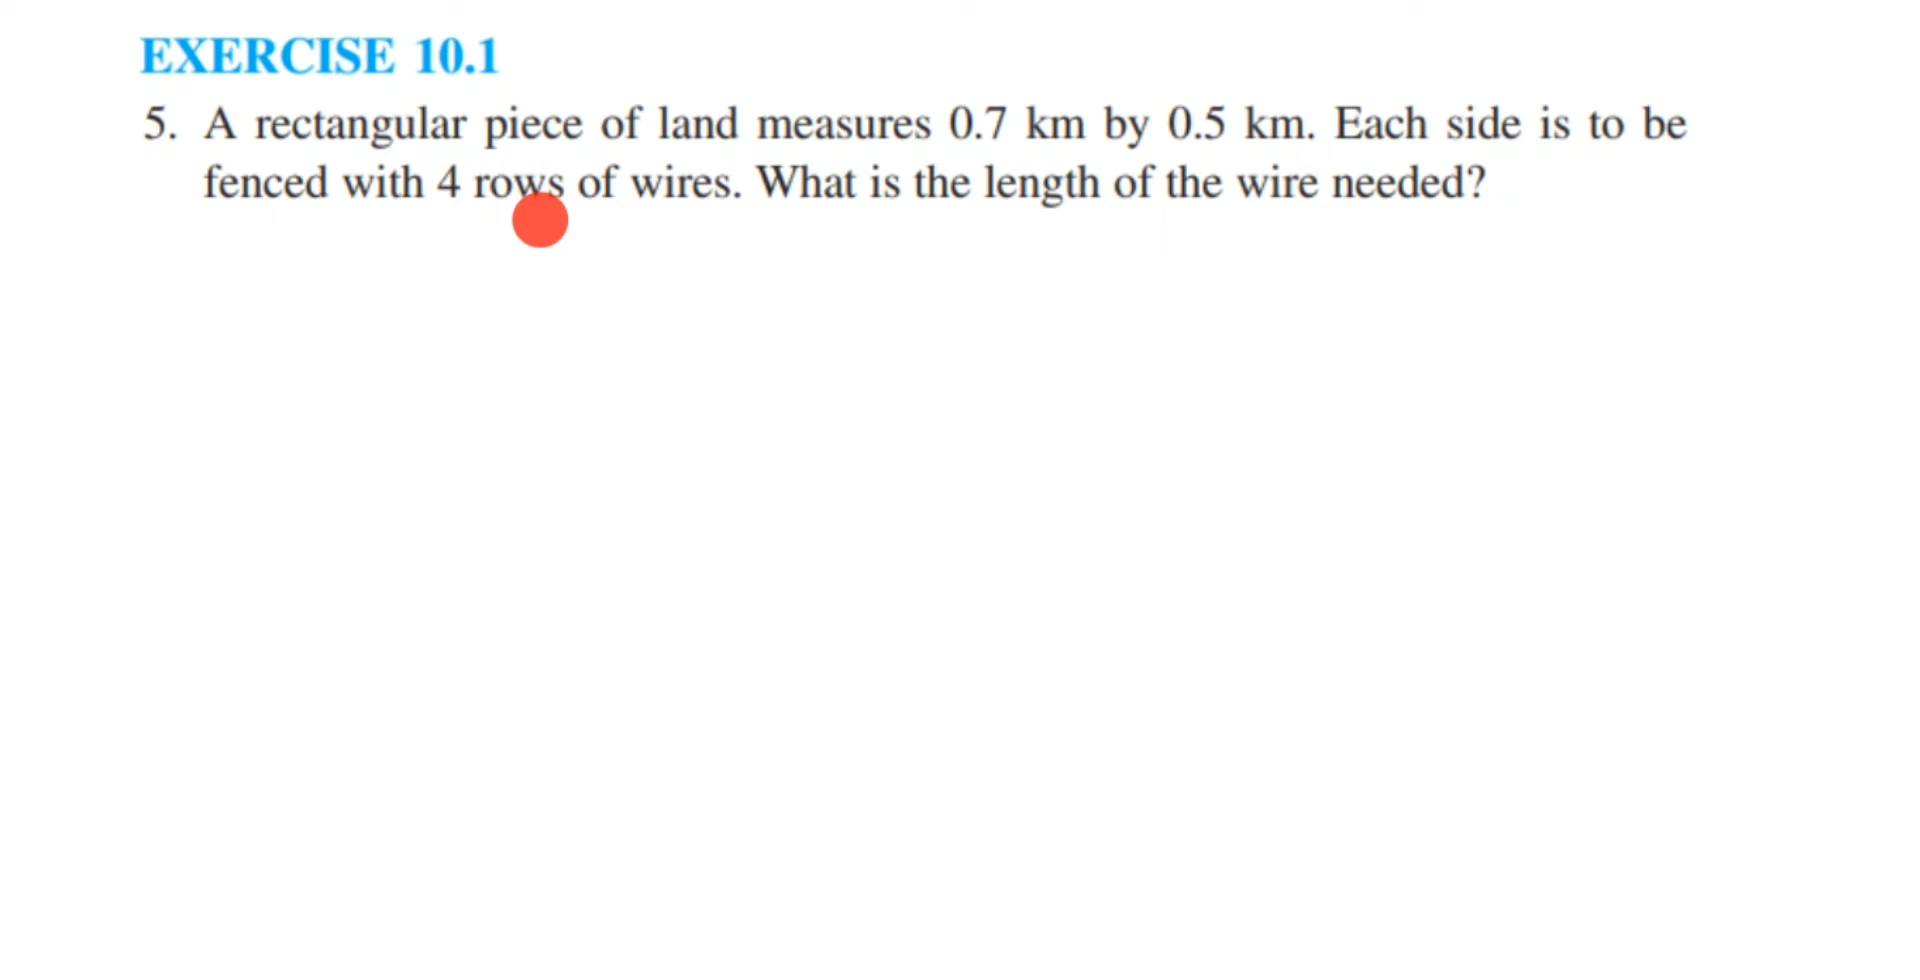 EXERCISE 10.1
5. A rectangular piece of land measures 0.7 km by 0.5 km. Each side is to be
fenced with 4 rows of wires. What is the length of the wire needed?